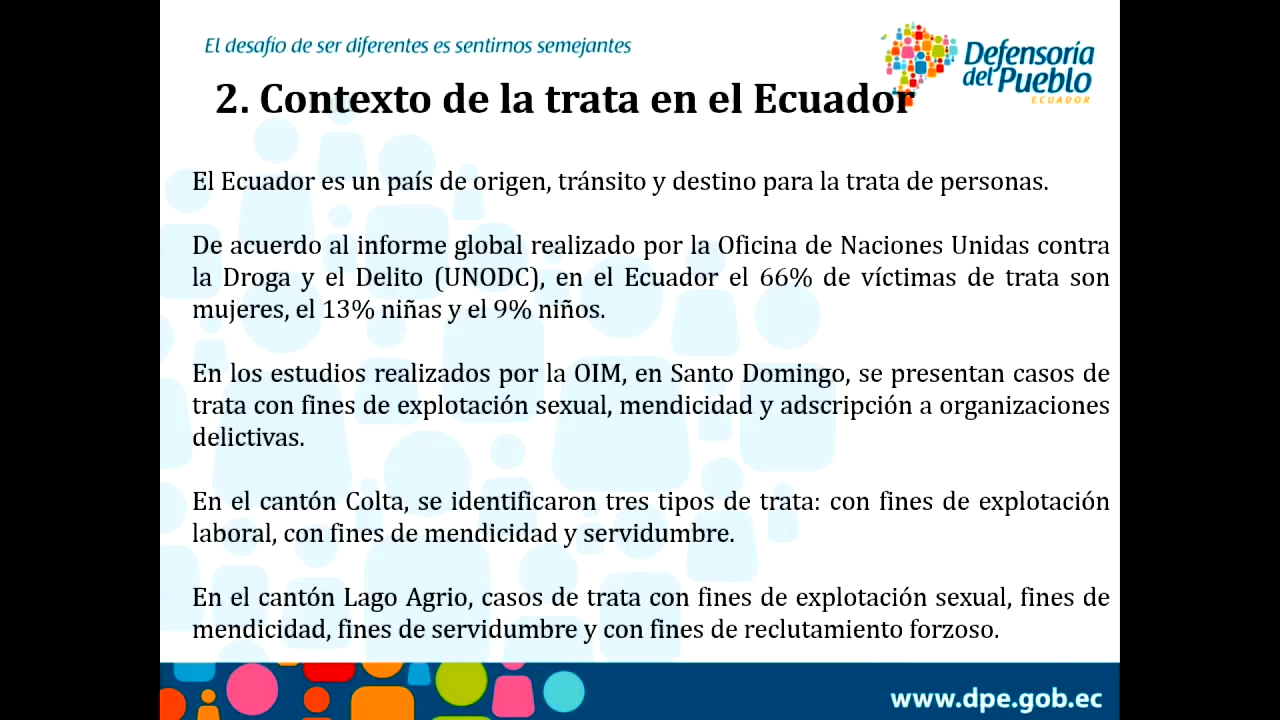 El desafío de ser diferentes es sentirnos semejantes
Defensoría
del Pueblo
ECUADOR
2. Contexto de la trata en el Ecuador
El Ecuador es un país de origen, tránsito y destino para la trata de personas.
De acuerdo al informe global realizado por la Oficina de Naciones Unidas contra
la Droga y el Delito (UNODC), en el Ecuador el 66% de víctimas de trata son
mujeres, el 13% niñas y el 9% niños.
En los estudios realizados por la OIM, en Santo Domingo, se presentan casos de
trata con fines de explotación sexual, mendicidad y adscripción a organizaciones
delictivas.
En el cantón Colta, se identificaron tres tipos de trata: con fines de explotación
laboral, con fines de mendicidad y servidumbre.
En el cantón Lago Agrio, casos de trata con fines de explotación sexual, fines de
mendicidad, fines de servidumbre y con fines de reclutamiento forzoso.
www.dpe.gob.ec